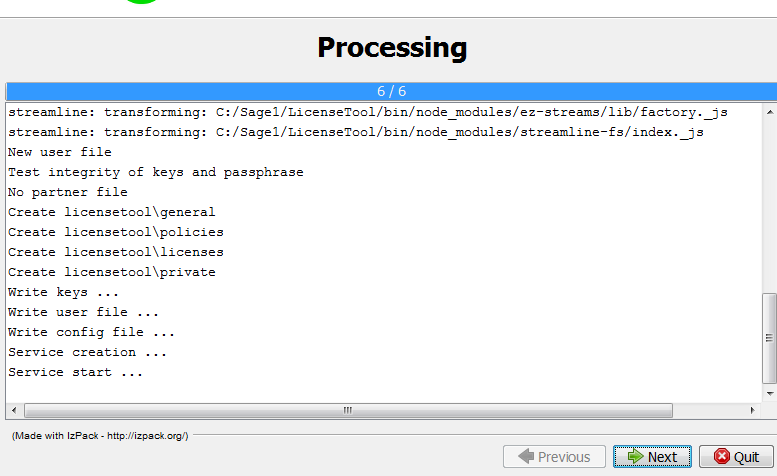 Processing
6 / 6
streamline: transforming: C:/Sage1/LicenseTool/bin/node_modules/ez-streams/lib/factory._js
streamline: transforming: C:/Sage1/LicenseTool/bin/node_modules/streamline-fs/index._js
New user file
Test integrity of keys and passphrase
No partner file
Create licensetool\general
Create licensetool\policies
Create licensetool\licenses
Create licensetool\private
Write keys ...
Write user file ...
Write config file ...
Service creation ...
Service start ...
(Made with IzPack - http://izpack.org/)
Previous Next Quit